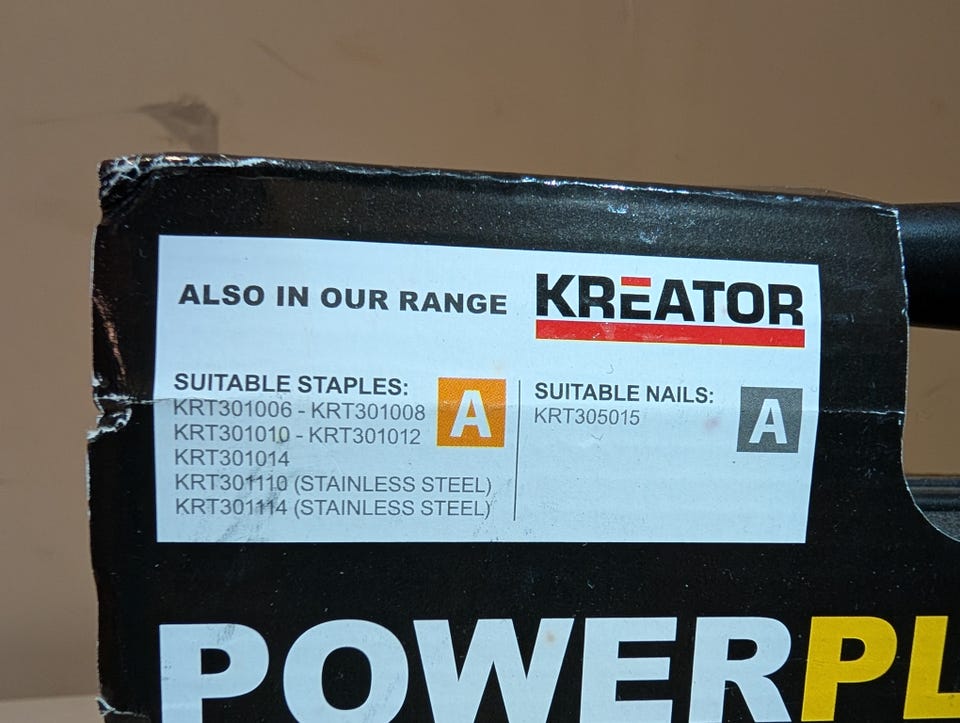 ALSO IN OUR RANGE
KREATOR
SUITABLE STAPLES:
KRT301006 - KRT301008
KRT301010 - KRT301012
KRT301014
KRT301110 (STAINLESS STEEL)
KRT301114 (STAINLESS STEEL)
A
SUITABLE NAILS:
KRT305015
A
POWERPL